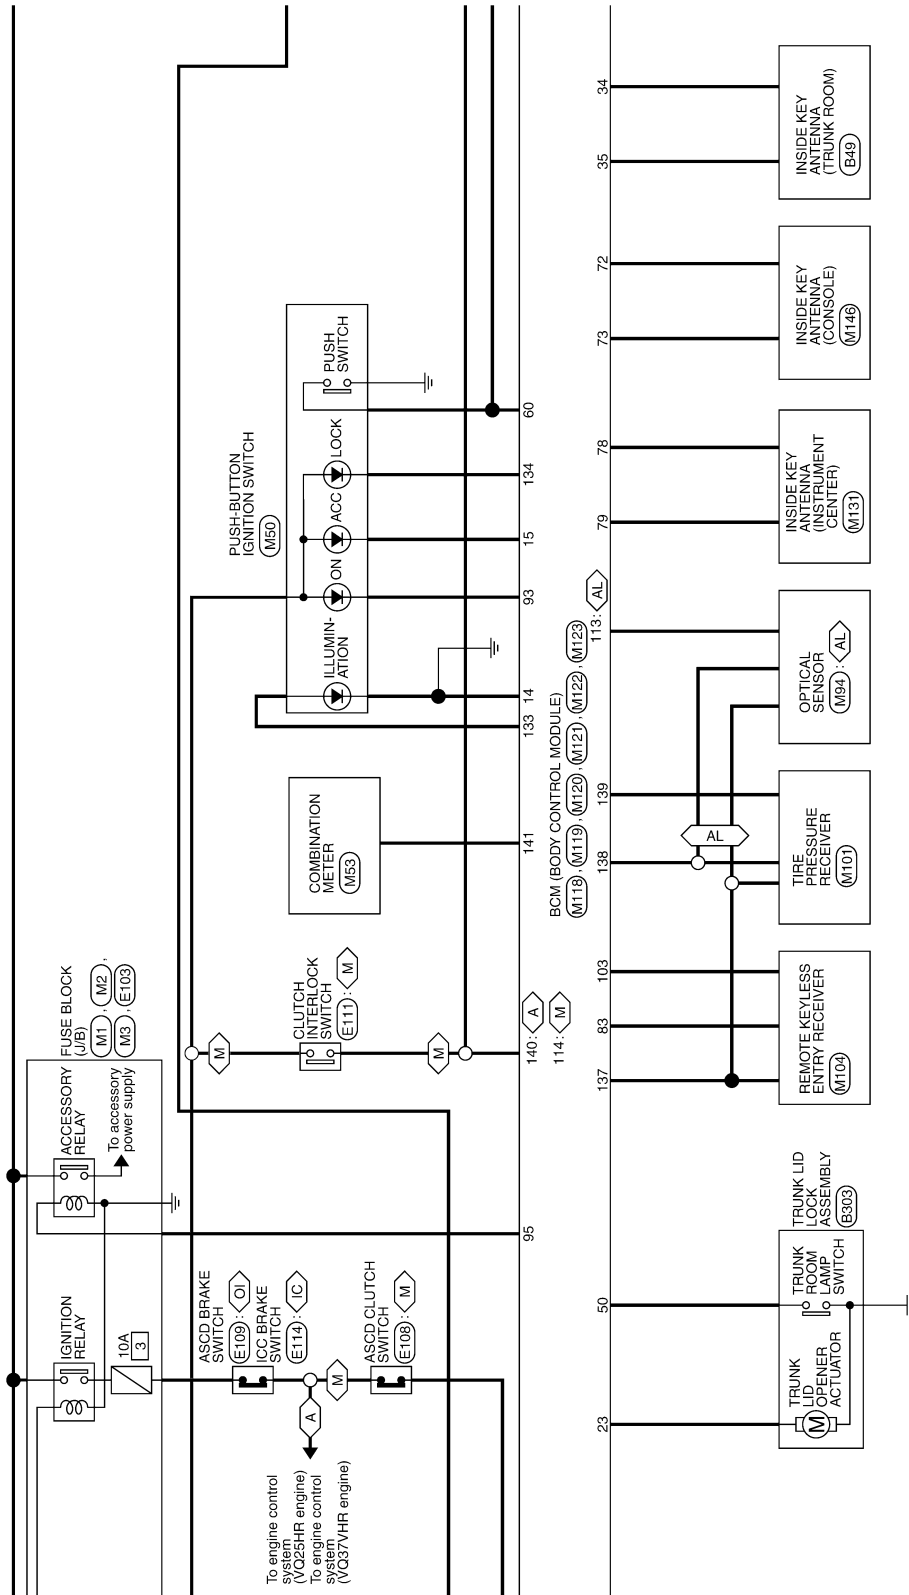 IGNITION
RELAY
ACCESSORY
RELAY
To accessory
power supply
FUSE BLOCK
(J/B)
M1 , M2 ,
M3 , E103
10A
3
ASCD BRAKE
SWITCH
E109 : OI
ICC BRAKE
SWITCH
E114 : IC
A
M
ASCD CLUTCH
SWITCH
E108 : M
To engine control
system
(VQ25HR engine)
To engine control
system
(VQ37VHR engine)
M
CLUTCH
INTERLOCK
SWITCH
E111 : M
M
COMBINATION
METER
M53
PUSH-BUTTON
IGNITION SWITCH
M50
ILLUMIN-
ATION
ON
ACC
LOCK
PUSH
SWITCH
95
140: A
114: M
141
133
14
93
15
134
60
BCM (BODY CONTROL MODULE)
M118 , M119 , M120 , M121 , M122 , M123
23
50
137
83
103
138
139
113: AL
79
78
73
72
35
34
AL
TRUNK
LID
OPENER
ACTUATOR
M
TRUNK
ROOM
LAMP
SWITCH
TRUNK LID
LOCK
ASSEMBLY
B303
REMOTE KEYLESS
ENTRY RECEIVER
M104
TIRE
PRESSURE
RECEIVER
M101
OPTICAL
SENSOR
M94 : AL
INSIDE KEY
ANTENNA
(INSTRUMENT
CENTER)
M131
INSIDE KEY
ANTENNA
(CONSOLE)
M146
INSIDE KEY
ANTENNA
(TRUNK ROOM)
B49